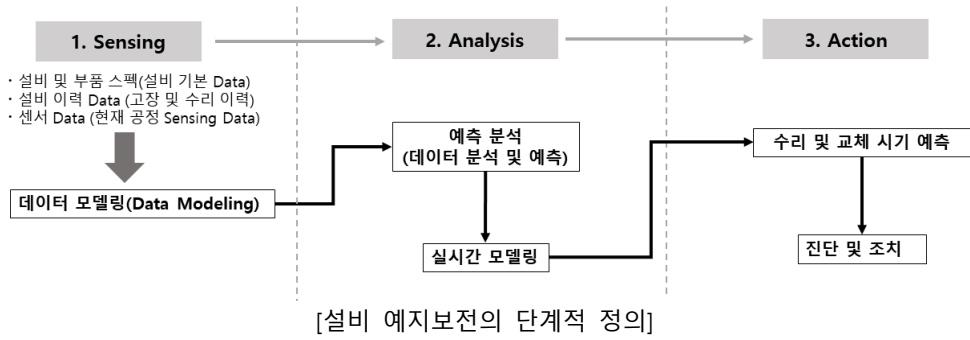 1. Sensing
2. Analysis
3. Action
· 설비 및 부품 스펙(설비 기본 Data)
· 설비 이력 Data (고장 및 수리 이력)
· 센서 Data (현재 공정 Sensing Data)
데이터 모델링(Data Modeling)
예측 분석
(데이터 분석 및 예측)
실시간 모델링
수리 및 교체 시기 예측
진단 및 조치
[설비 예지보전의 단계적 정의]